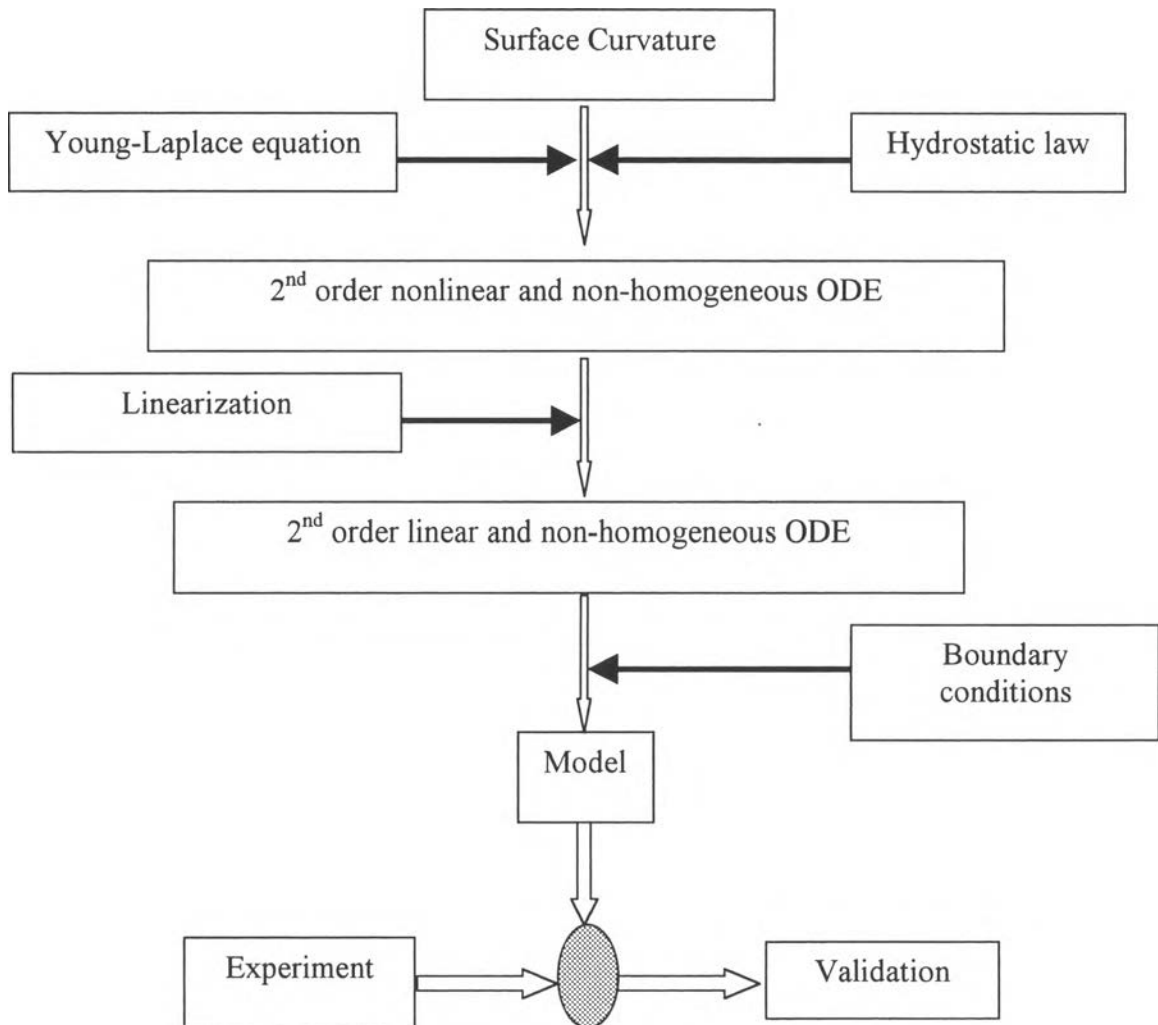 Surface Curvature
Young-Laplace equation
Hydrostatic law
2nd order nonlinear and non-homogeneous ODE
Linearization
2nd order linear and non-homogeneous ODE
Boundary
conditions
Model
Experiment
Validation